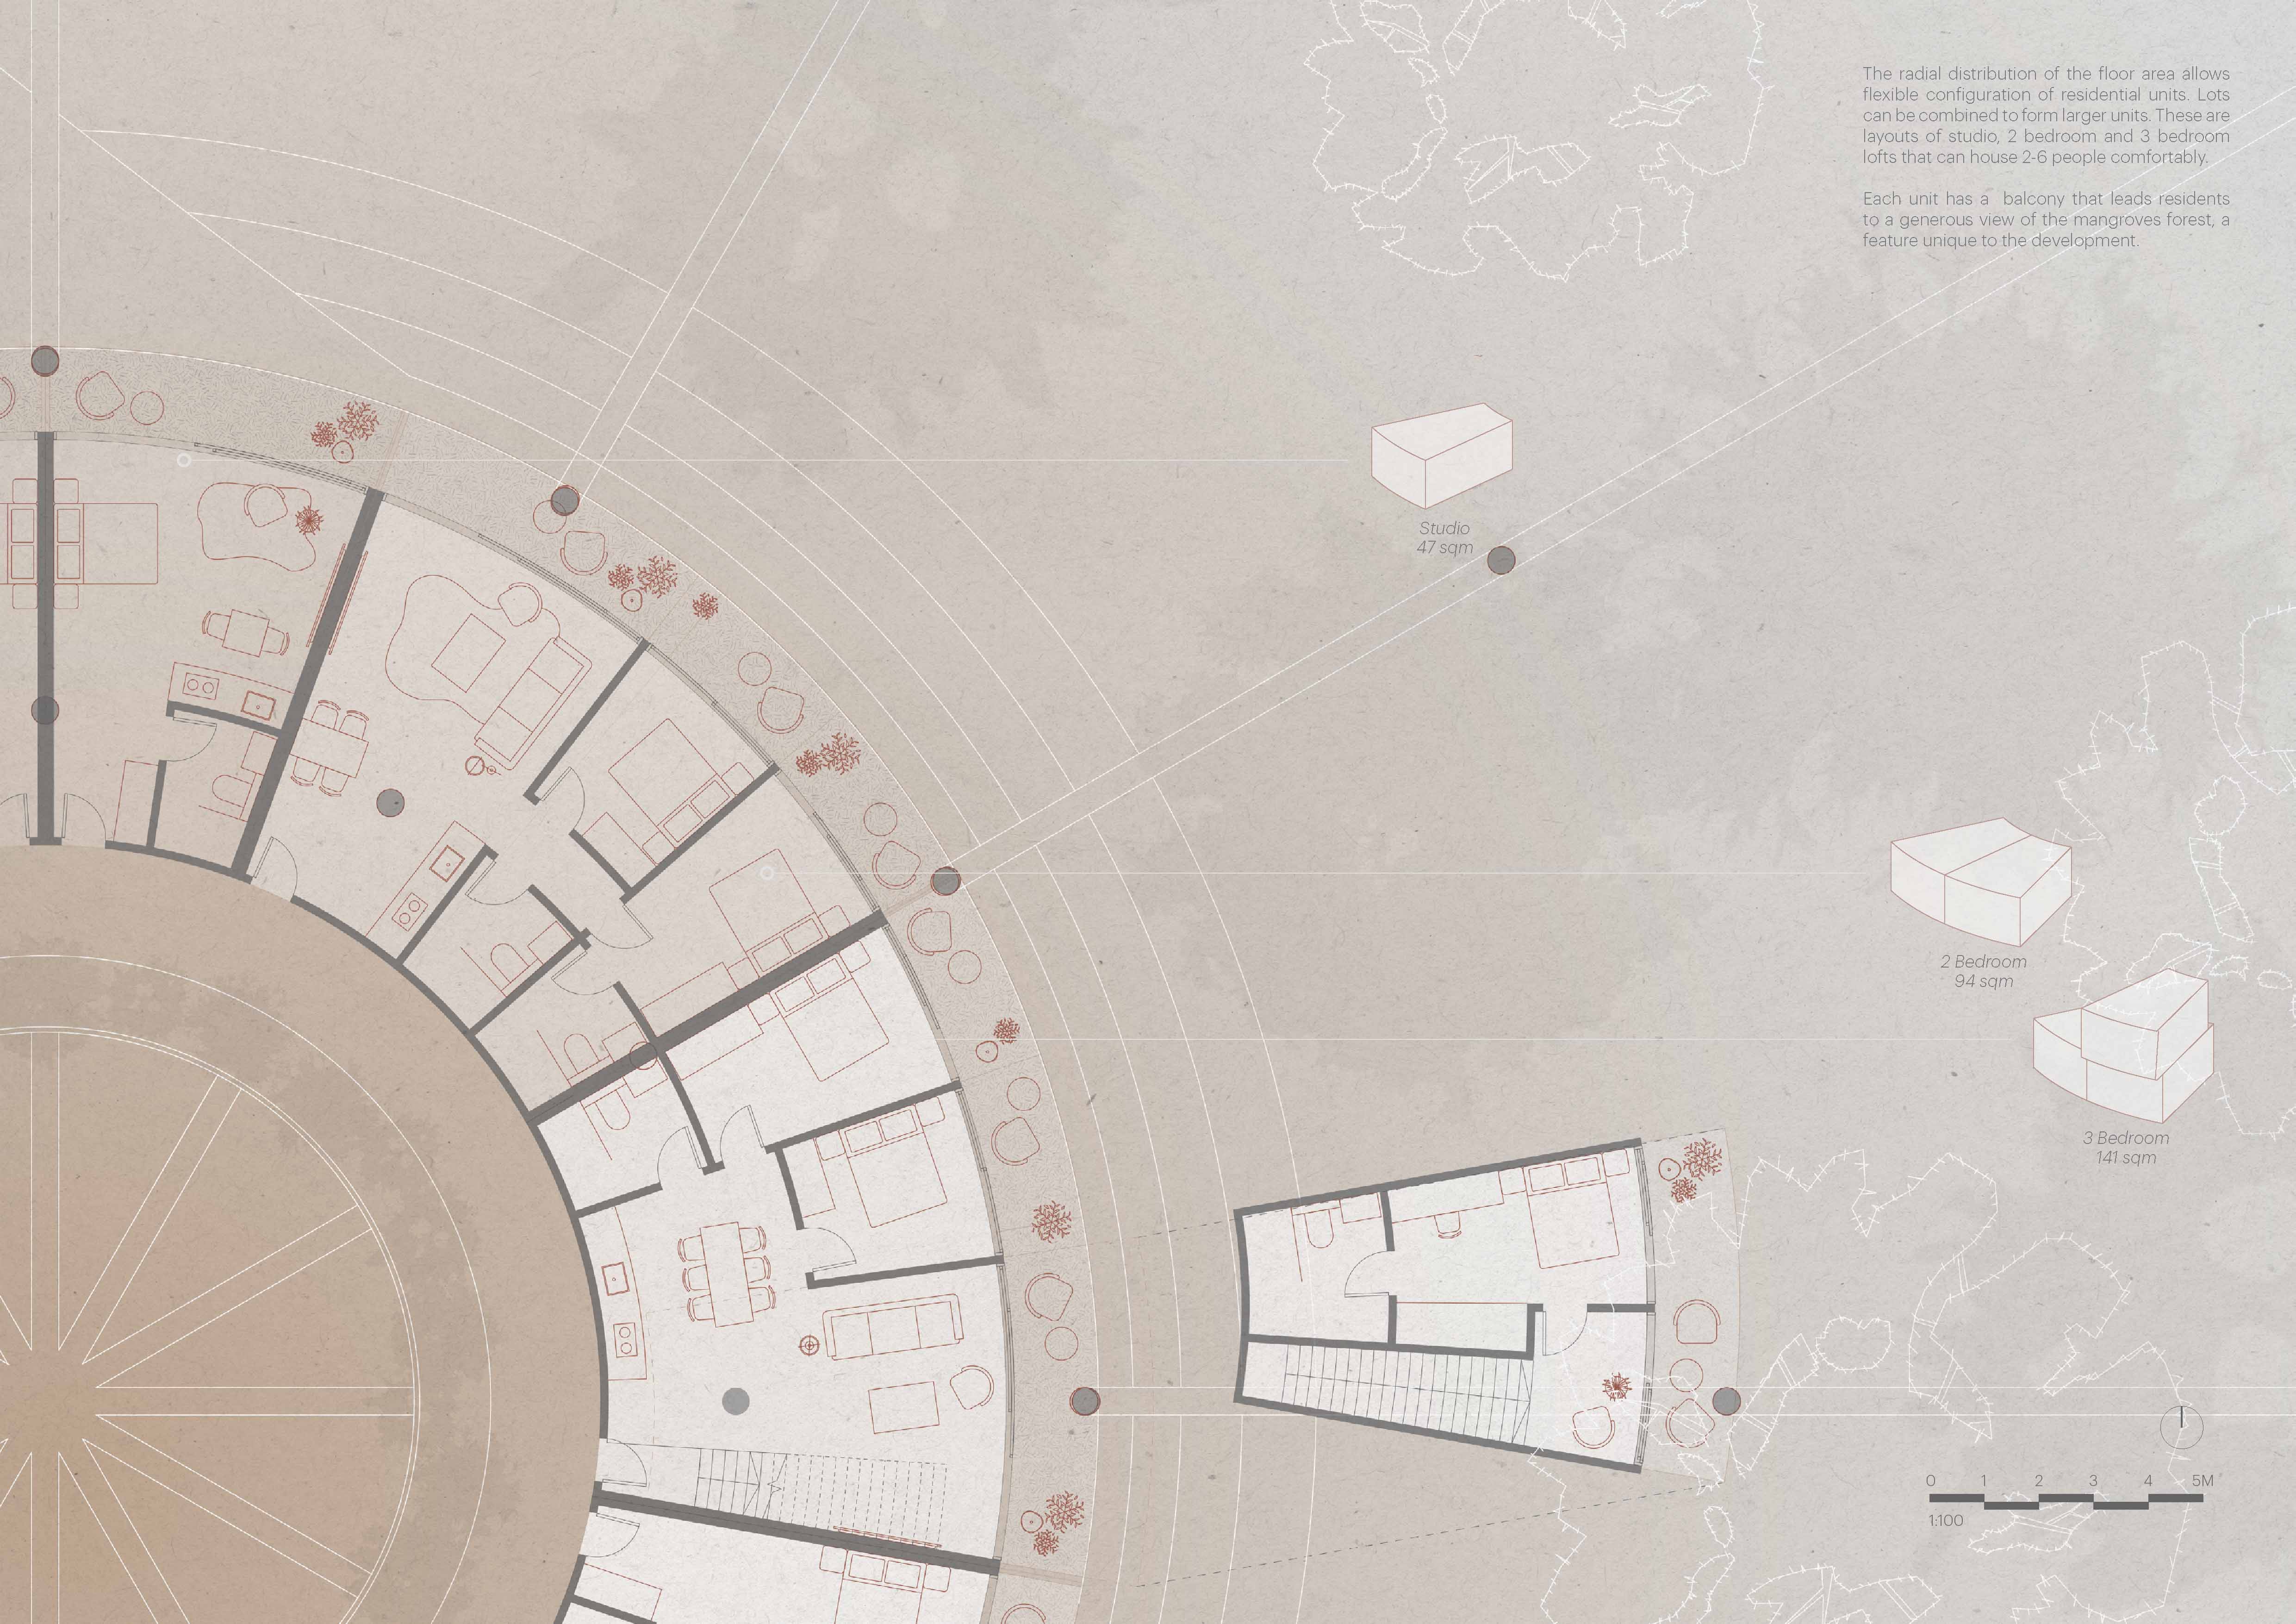 The radial distribution of the floor area allows
flexible configuration of residential units. Lots
can be combined to form larger units. These are
layouts of studio, 2 bedroom and 3 bedroom
lofts that can house 2-6 people comfortably.
Each unit has a balcony that leads residents
to a generous view of the mangroves forest, a
feature unique to the development.
Studio
47 sqm
2 Bedroom
94 sqm
3 Bedroom
141 sqm
0 1 2 3 4 5M
1:100